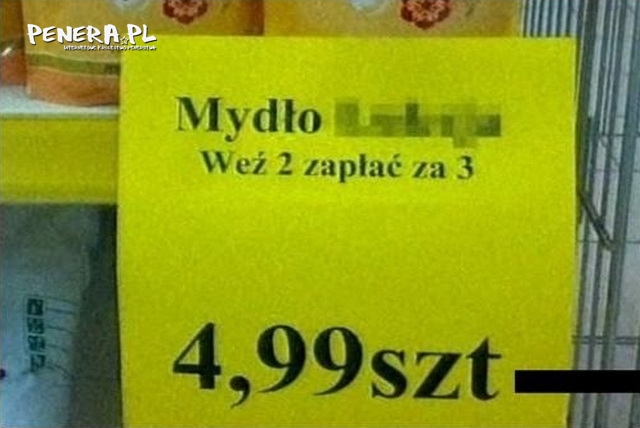 PENERA.PL
Mydło
Weź 2 zapłać za 3
4,99szt